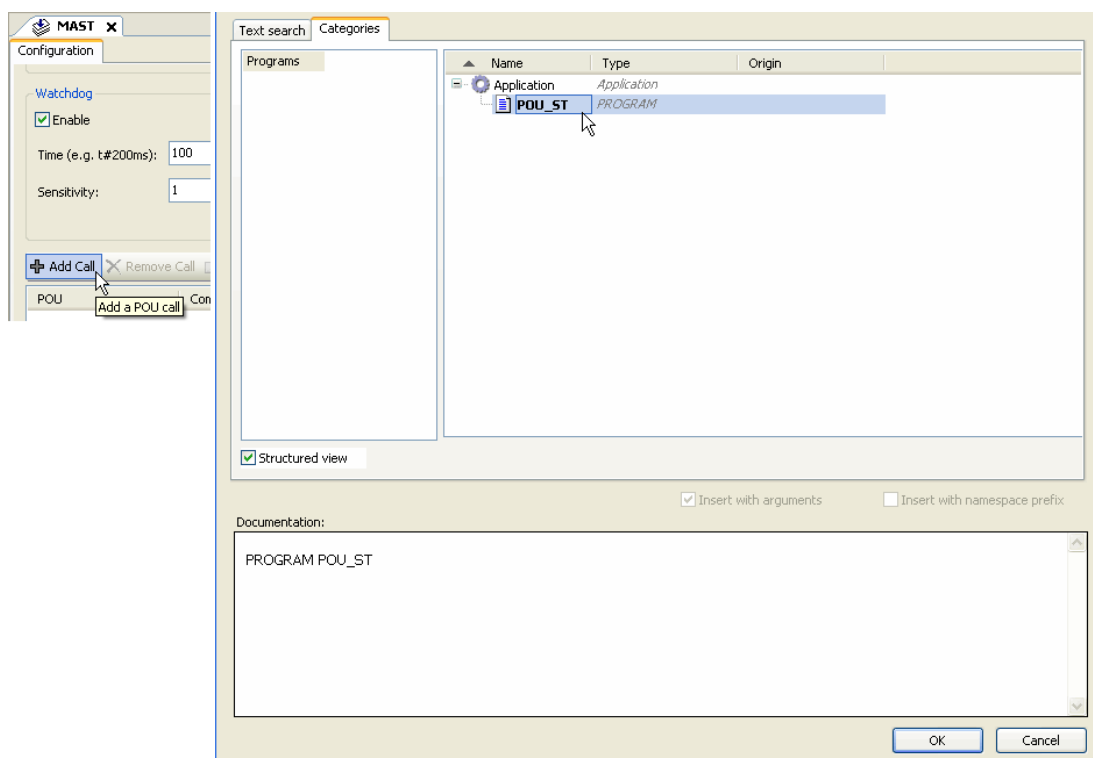 MAST X
Configuration
Watchdog
Enable
Time (e.g. t#200ms): 100
Sensitivity: 1
Add Call Remove Call
POU Con
Add a POU call
Text search Categories
Programs
Name Type Origin
Application Application
POU_ST PROGRAM
Structured view
Insert with arguments Insert with namespace prefix
Documentation:
PROGRAM POU_ST
OK Cancel